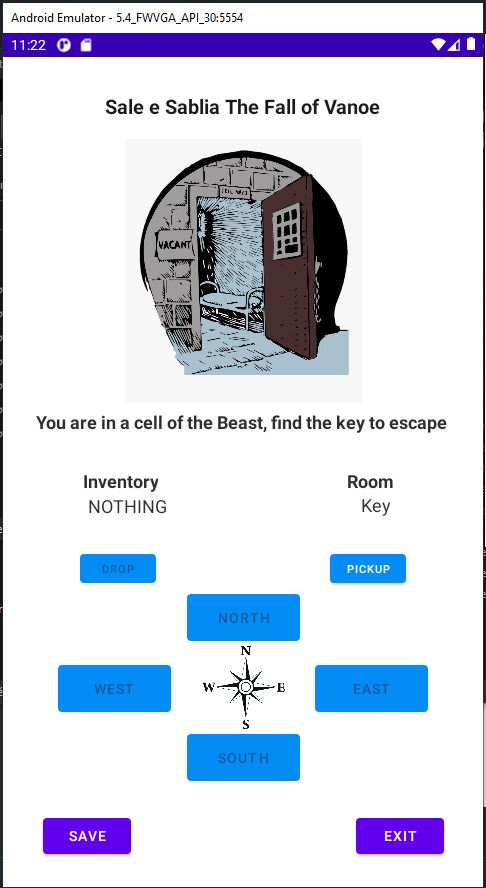 Android Emulator - 5.4_FWVGA_API_30:5554
11:22
Sale e Sablia The Fall of Vanoe
VACANT
You are in a cell of the Beast, find the key to escape
Inventory
Room
NOTHING
Key
DROP
PICKUP
NORTH
N
WEST
W
E
EAST
S
SOUTH
SAVE
EXIT